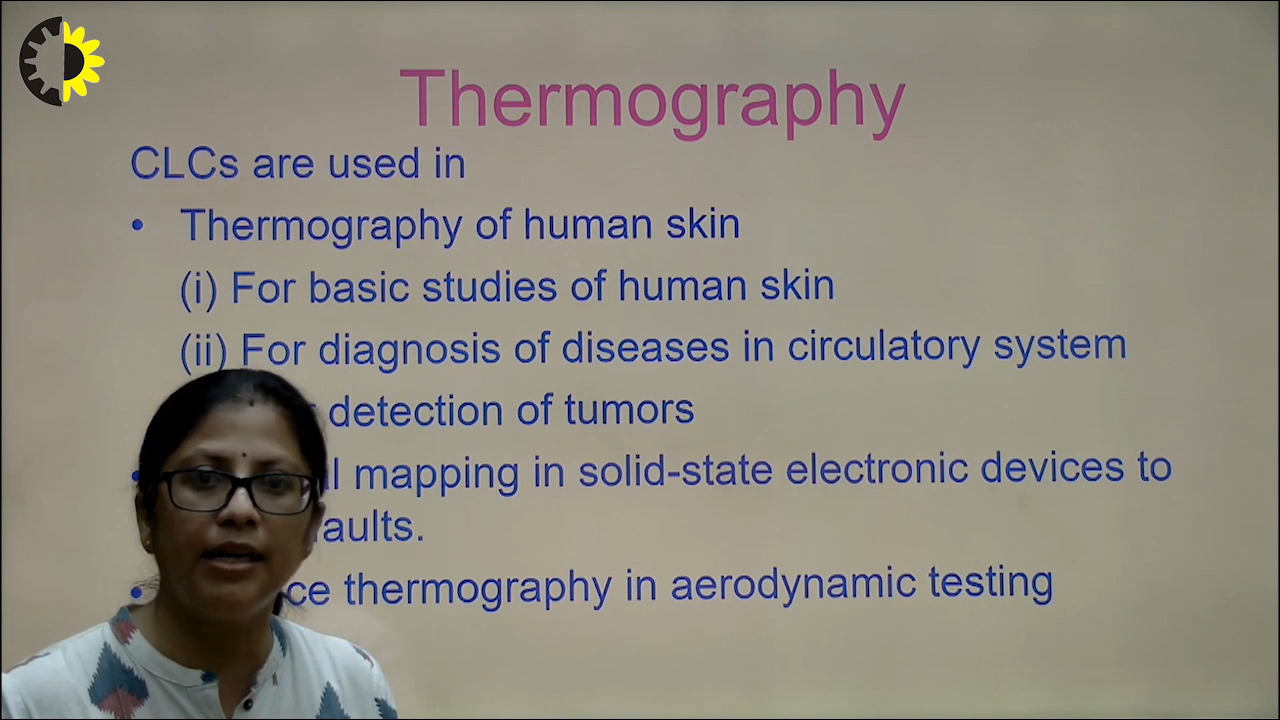 Thermography
CLCs are used in
• Thermography of human skin
(i) For basic studies of human skin
(ii) For diagnosis of diseases in circulatory system
detection of tumors
mapping in solid-state electronic devices to
thermography in aerodynamic testing